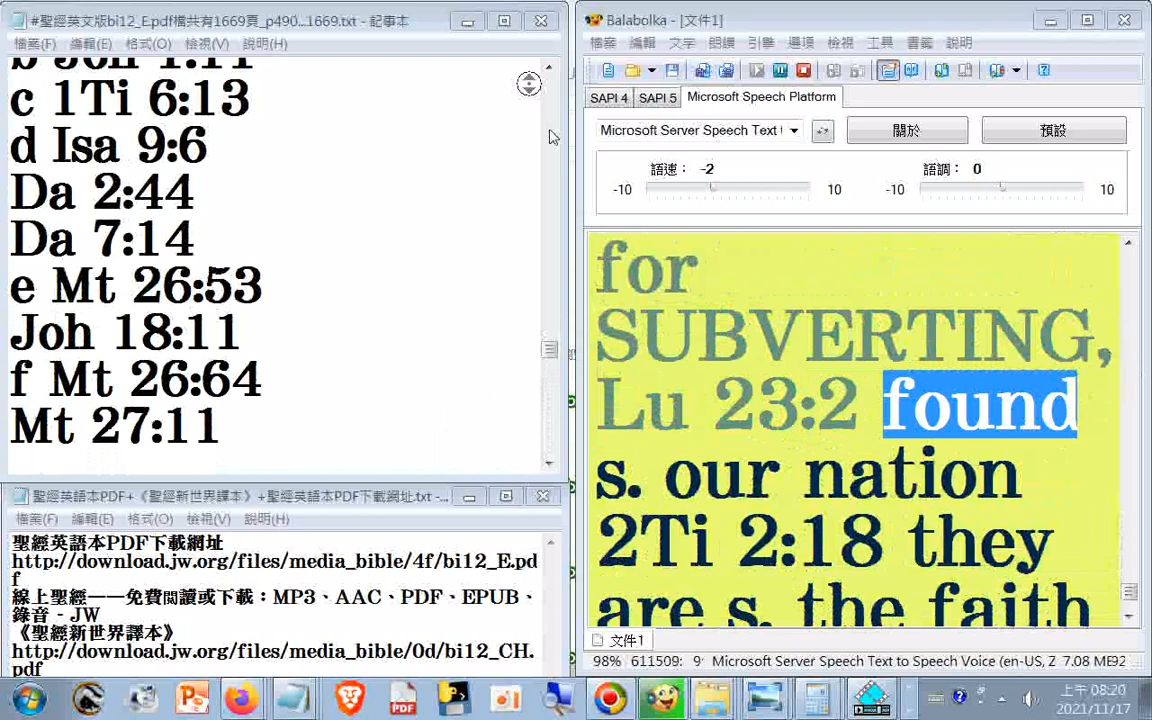 #聖經英文版bi12_E.pdf檔共有1669頁_p490...1669.txt - 記事本
檔案(F) 編輯(E) 格式(O) 檢視(V) 說明(H)
b Joh 1:11
c 1Ti 6:13
d Isa 9:6
Da 2:44
Da 7:14
e Mt 26:53
Joh 18:11
f Mt 26:64
Mt 27:11
聖經英語本PDF+《聖經新世界譯本》+聖經英語本PDF下載網址.txt -...
檔案(F) 編輯(E) 格式(O) 檢視(V) 說明(H)
聖經英語本PDF下載網址
http://download.jw.org/files/media_bible/4f/bi12_E.pd
f
線上聖經——免費閱讀或下載：MP3、AAC、PDF、EPUB、
錄音 - JW
《聖經新世界譯本》
http://download.jw.org/files/media_bible/0d/bi12_CH.
pdf
Balabolka - [文件1]
檔案 編輯 文字 朗讀 引擎 選項 檢視 工具 書籤 說明
SAPI 4 SAPI 5 Microsoft Speech Platform
Microsoft Server Speech Text 關於 預設
語速： -2 語調： 0
-10 10 -10 10
for
SUBVERTING,
Lu 23:2 found
s. our nation
2Ti 2:18 they
are s. the faith
文件1
98% 611509: 9 Microsoft Server Speech Text to Speech Voice (en-US, Z 7.08 ME92
PDF
上午 08:20
2021/11/17